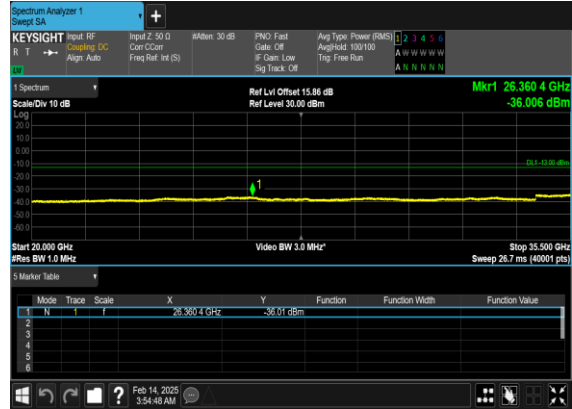 Spectrum Analyzer 1
Swept SA
+
KEYSIGHT
R T
Input: RF
Coupling: DC
Align: Auto
Input Z: 50 Ω
Corr CCorr
Freq Ref: Int (S)
#Atten: 30 dB
PNO: Fast
Gate: Off
IF Gain: Low
Sig Track: Off
Avg Type: Power (RMS)
Avg|Hold: 100/100
Trig: Free Run
1 2 3 4 5 6
A W W W W W
A N N N N N
1 Spectrum
Scale/Div 10 dB
Ref Lvl Offset 15.86 dB
Ref Level 30.00 dBm
Mkr1 26.360 4 GHz
-36.006 dBm
Log
20.0
10.0
0.00
-10.0
-20.0
-30.0
-40.0
-50.0
-60.0
DL1 -13.00 dBm
1
Start 20.000 GHz
#Res BW 1.0 MHz
Video BW 3.0 MHz*
Stop 35.500 GHz
Sweep 26.7 ms (40001 pts)
5 Marker Table
Mode Trace Scale X Y Function Function Width Function Value
1 N 1 f 26.360 4 GHz -36.01 dBm
2
3
4
5
6
?
Feb 14, 2025
3:54:48 AM